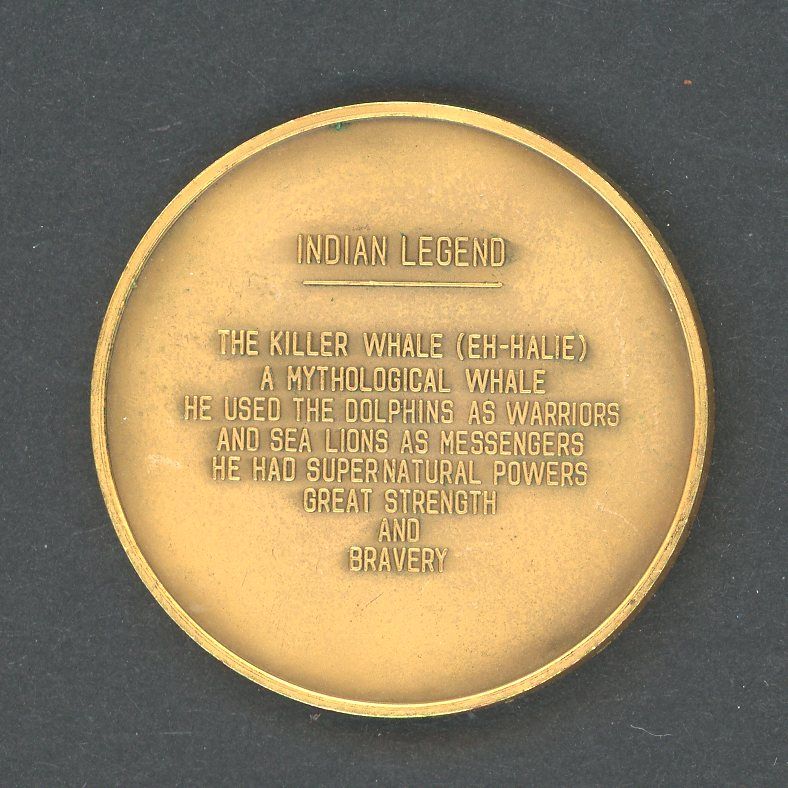 INDIAN LEGEND
THE KILLER WHALE (EH-HALIE)
A MYTHOLOGICAL WHALE
HE USED THE DOLPHINS AS WARRIORS
AND SEA LIONS AS MESSENGERS
HE HAD SUPERNATURAL POWERS
GREAT STRENGTH
AND
BRAVERY